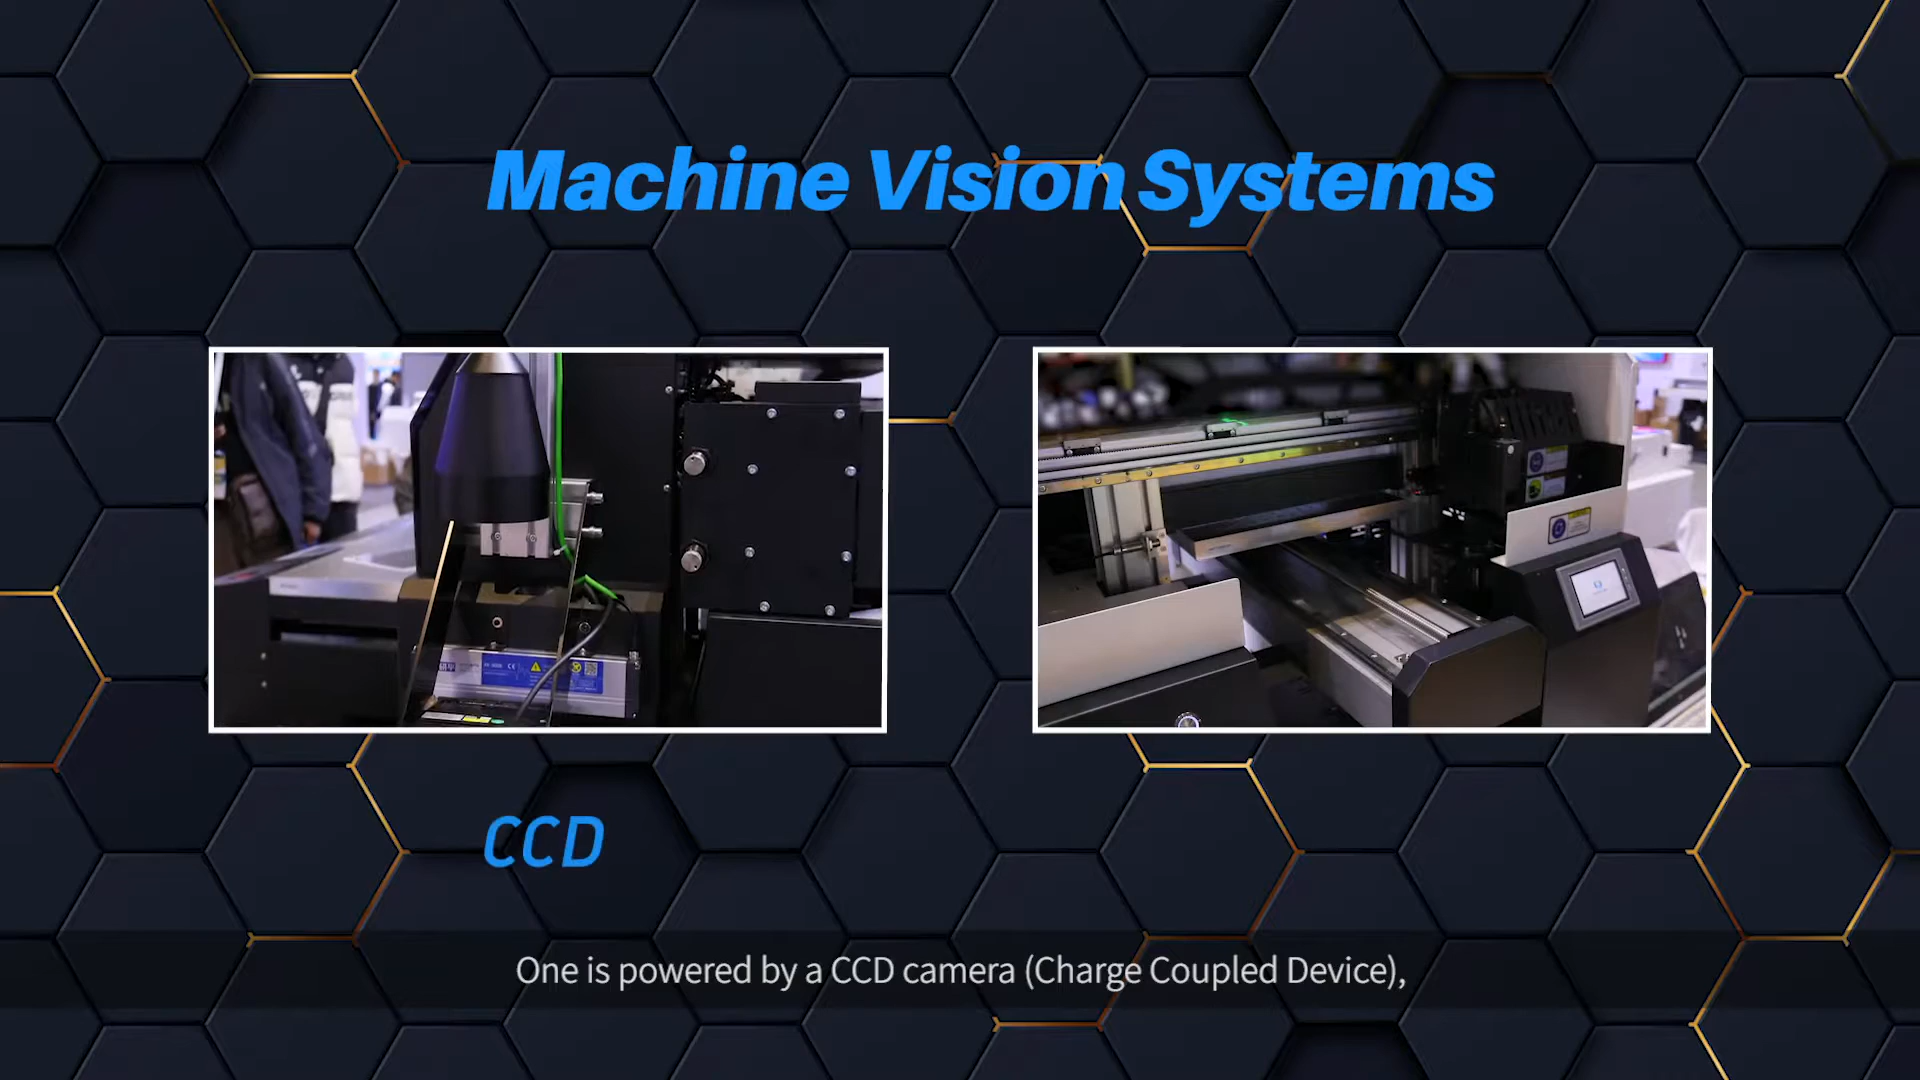 Machine Vision Systems
CCD
One is powered by a CCD camera (Charge Coupled Device),